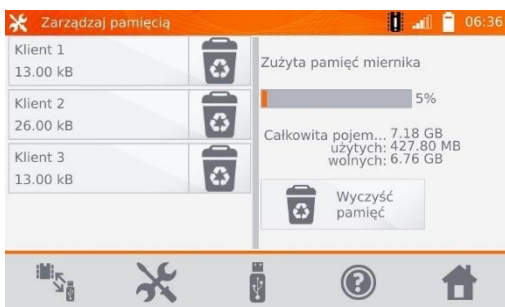 Zarządzaj pamięcią
06:36
Klient 1
13.00 kB
Klient 2
26.00 kB
Klient 3
13.00 kB
Zużyta pamięć miernika
5%
Całkowita pojem... 7.18 GB
użytych: 427.80 MB
wolnych: 6.76 GB
Wyczyść
pamięć